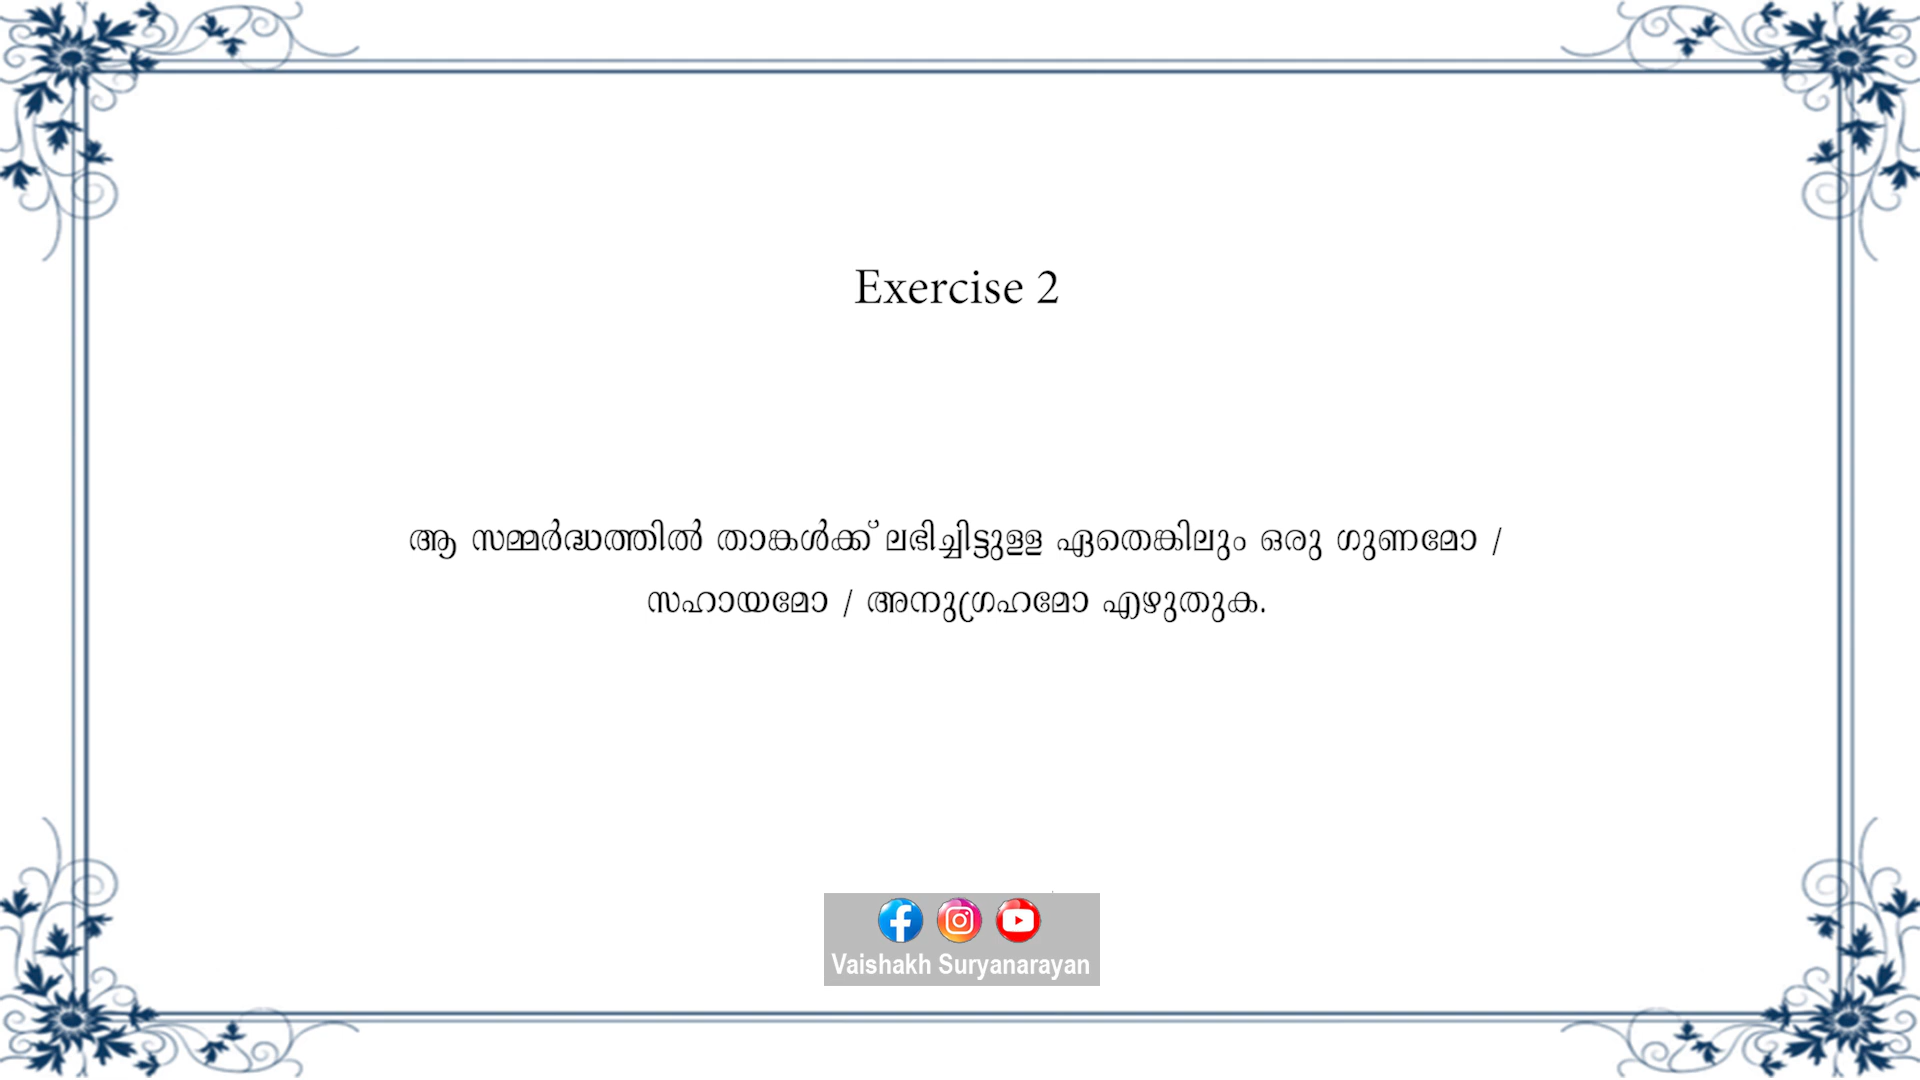 Exercise 2
ആ സമ്മർദ്ധത്തിൽ താങ്കൾക്ക് ലഭിച്ചിട്ടുള്ള ഏതെങ്കിലും ഒരു ഗുണമോ /
സഹായമോ / അനുഗ്രഹമോ എഴുതുക.
Vaishakh Suryanarayan